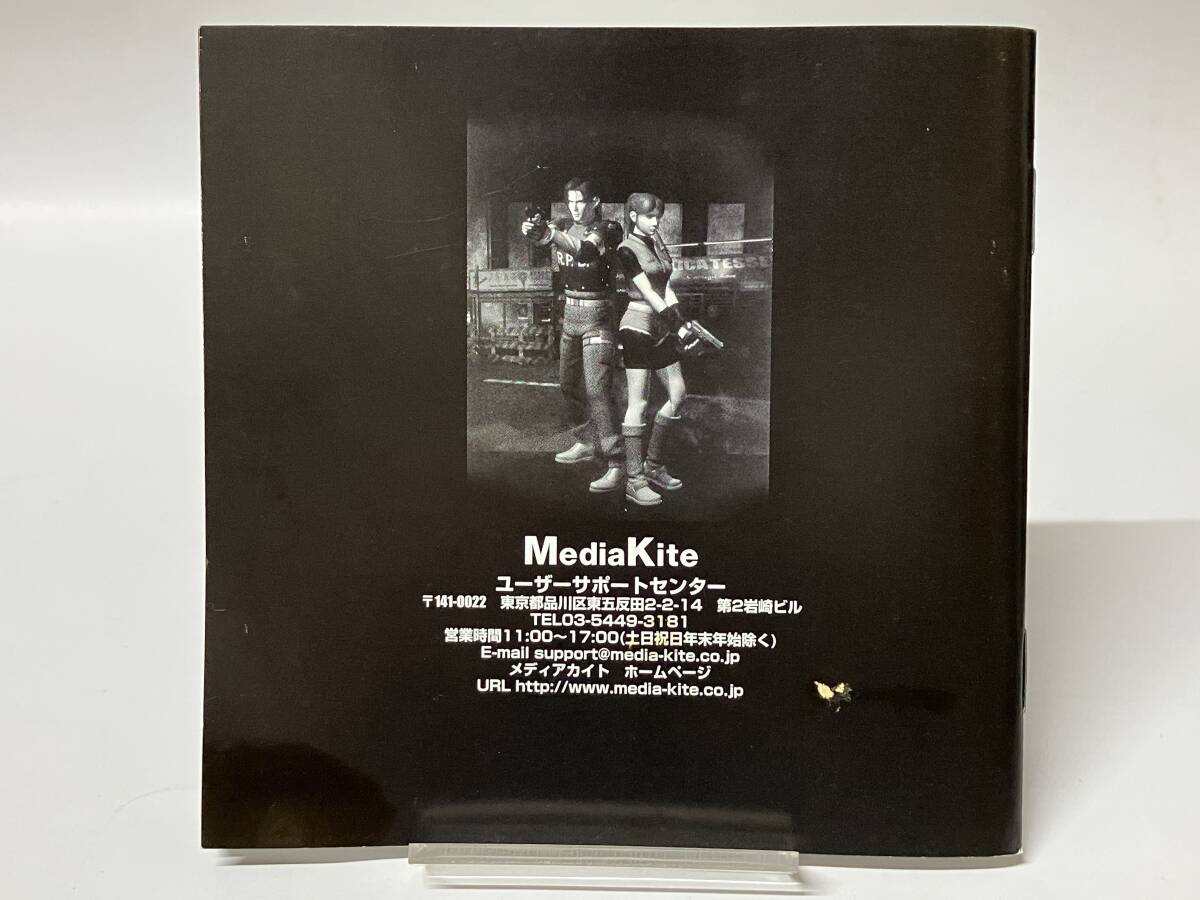 R.P.D.
MediaKite
ユーザーサポートセンター
〒141-0022 東京都品川区東五反田2-2-14 第2岩崎ビル
TEL03-5449-3181
営業時間11:00～17:00(土日祝日年末年始除く)
E-mail support@media-kite.co.jp
メディアカイト ホームページ
URL http://www.media-kite.co.jp